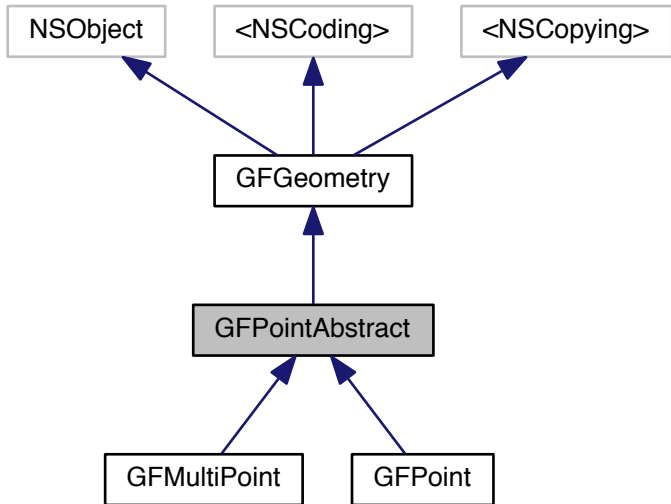 NSObject
<NSCoding>
<NSCopying>
GFGeometry
GFPointAbstract
GFMultiPoint
GFPoint